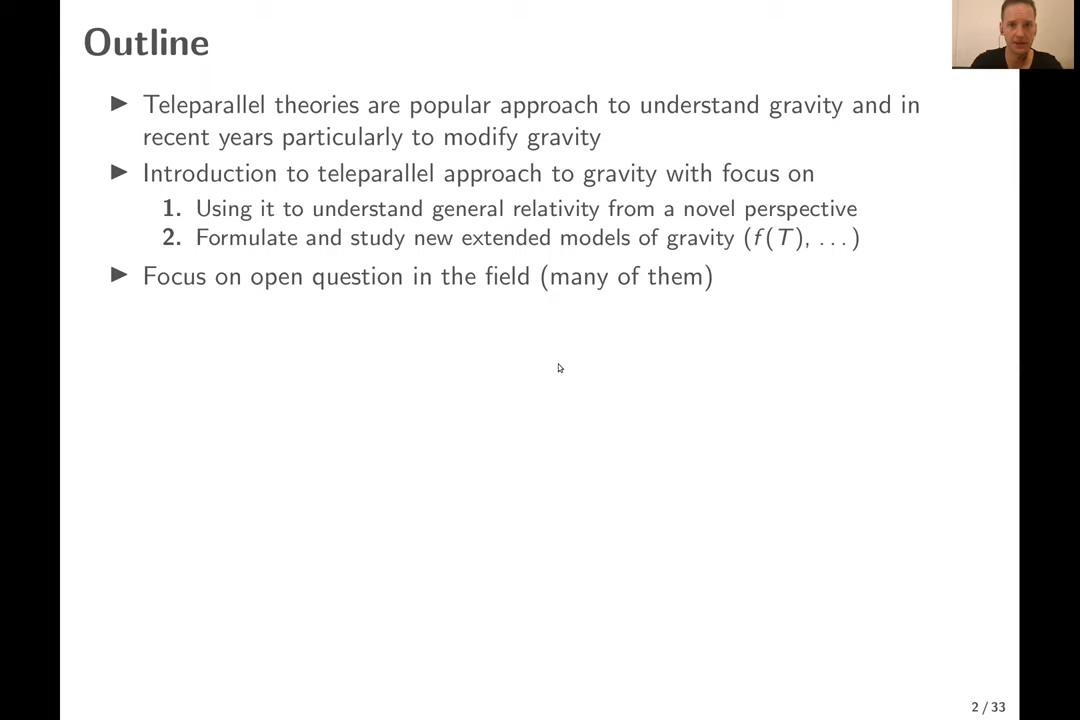 Outline
▶ Teleparallel theories are popular approach to understand gravity and in
recent years particularly to modify gravity
▶ Introduction to teleparallel approach to gravity with focus on
1. Using it to understand general relativity from a novel perspective
2. Formulate and study new extended models of gravity (f(T), ...)
▶ Focus on open question in the field (many of them)
2 / 33